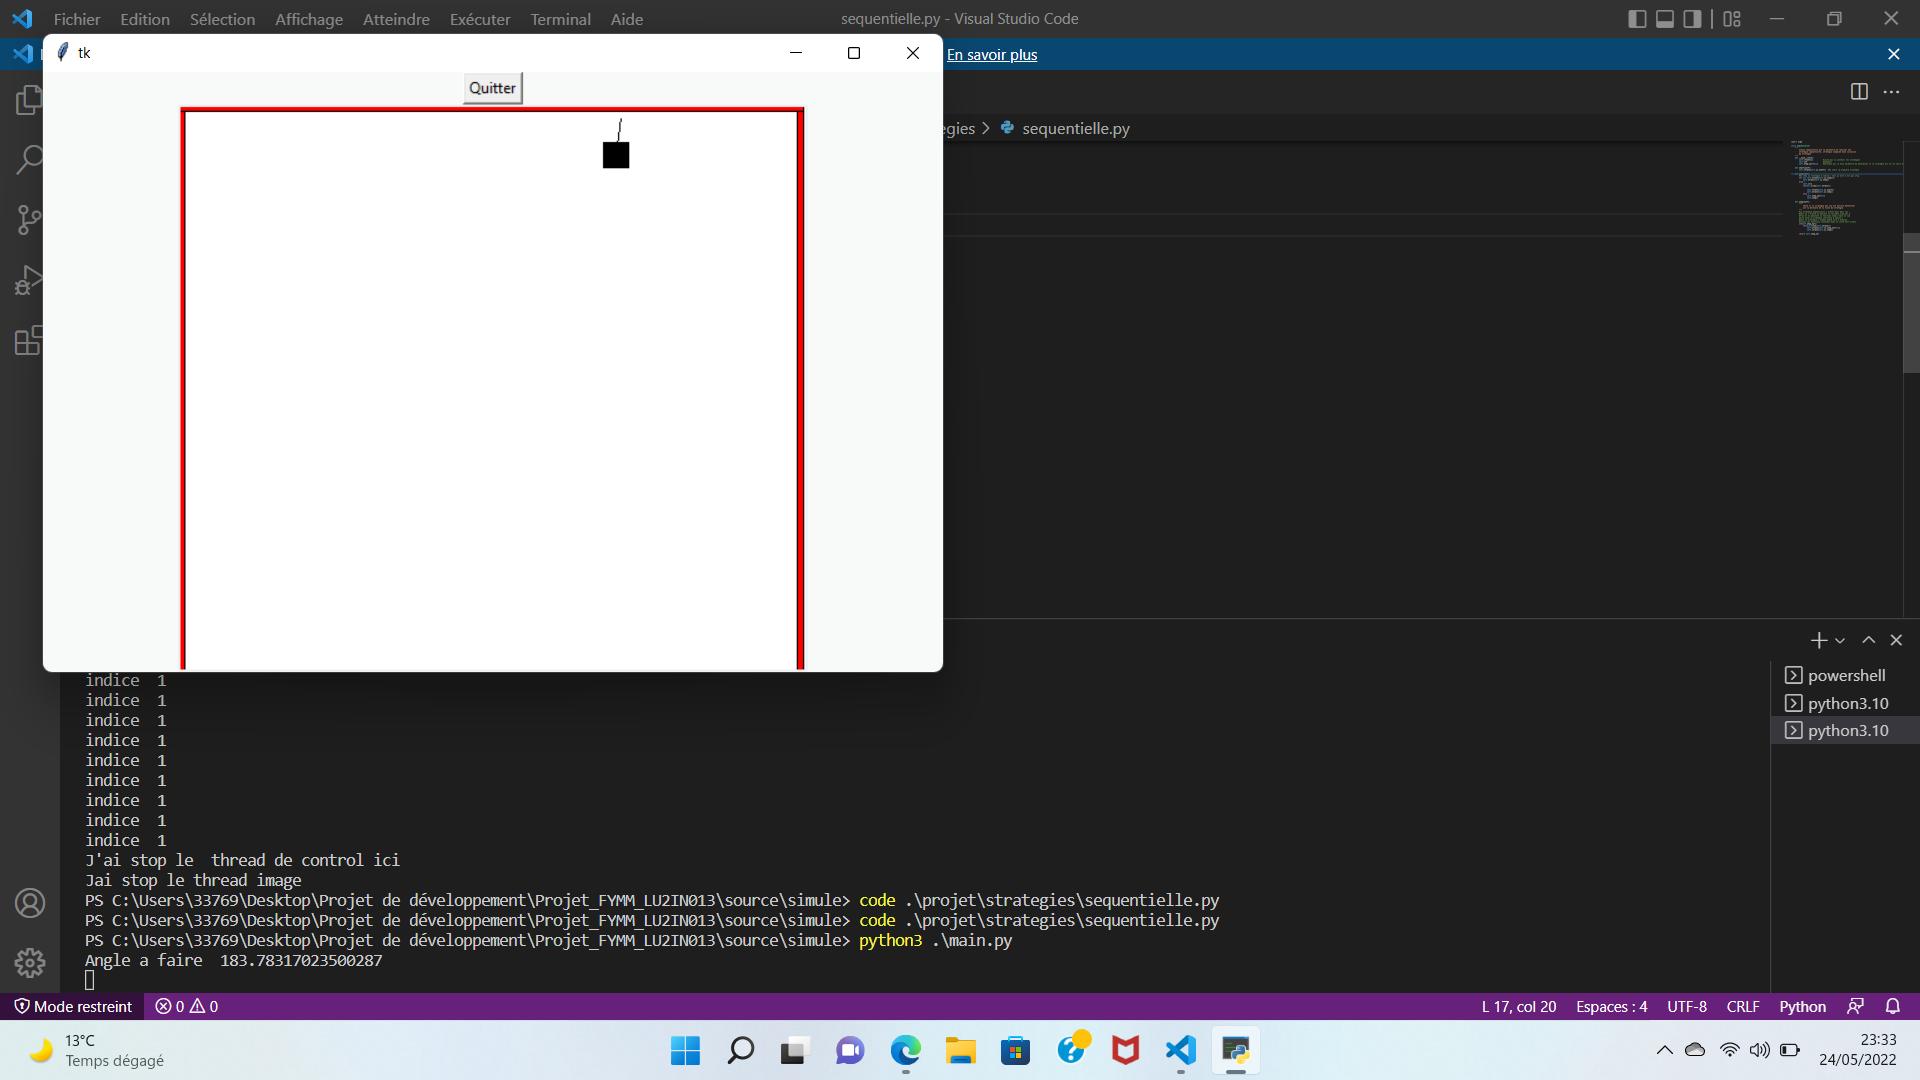 Fichier Edition Sélection Affichage Atteindre Exécuter Terminal Aide sequentielle.py - Visual Studio Code
tk
En savoir plus
Quitter
egies > sequentielle.py
powershell
python3.10
python3.10
indice 1
indice 1
indice 1
indice 1
indice 1
indice 1
indice 1
indice 1
indice 1
J'ai stop le  thread de control ici
Jai stop le thread image
PS C:\Users\33769\Desktop\Projet de développement\Projet_FYMM_LU2IN013\source\simule> code .\projet\strategies\sequentielle.py
PS C:\Users\33769\Desktop\Projet de développement\Projet_FYMM_LU2IN013\source\simule> code .\projet\strategies\sequentielle.py
PS C:\Users\33769\Desktop\Projet de développement\Projet_FYMM_LU2IN013\source\simule> python3 .\main.py
Angle a faire  183.78317023500287
Mode restreint 0 0 L 17, col 20 Espaces : 4 UTF-8 CRLF Python
13°C
Temps dégagé
23:33
24/05/2022